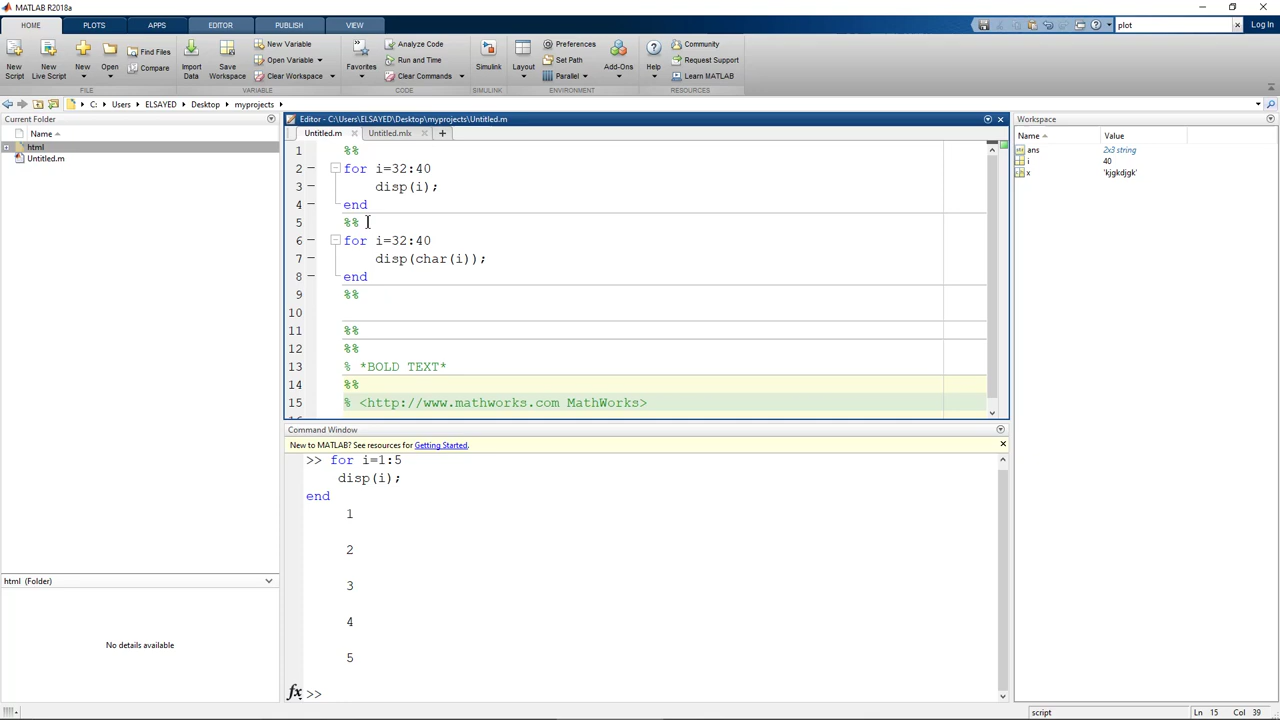 MATLAB R2018a
HOME PLOTS APPS EDITOR PUBLISH VIEW plot Log In
New Script
New Live Script
New
Open
Find Files
Compare
Import Data
Save Workspace
New Variable
Open Variable
Clear Workspace
Favorites
Analyze Code
Run and Time
Clear Commands
Simulink
Layout
Preferences
Set Path
Parallel
Add-Ons
Help
Community
Request Support
Learn MATLAB
FILE VARIABLE CODE SIMULINK ENVIRONMENT RESOURCES
C: Users ELSAYED Desktop myprojects
Current Folder
Name
html
Untitled.m
html (Folder)
No details available
Editor - C:\Users\ELSAYED\Desktop\myprojects\Untitled.m
Untitled.m Untitled.mlx
1 %%
2 for i=32:40
3 disp(i);
4 end
5 %%
6 for i=32:40
7 disp(char(i));
8 end
9 %%
10
11 %%
12 %%
13 % *BOLD TEXT*
14 %%
15 % <http://www.mathworks.com MathWorks>
Command Window
New to MATLAB? See resources for Getting Started.
>> for i=1:5
disp(i);
end
1
2
3
4
5
fx >>
Workspace
Name Value
ans 2x3 string
i 40
x 'kjgkdjgk'
script Ln 15 Col 39